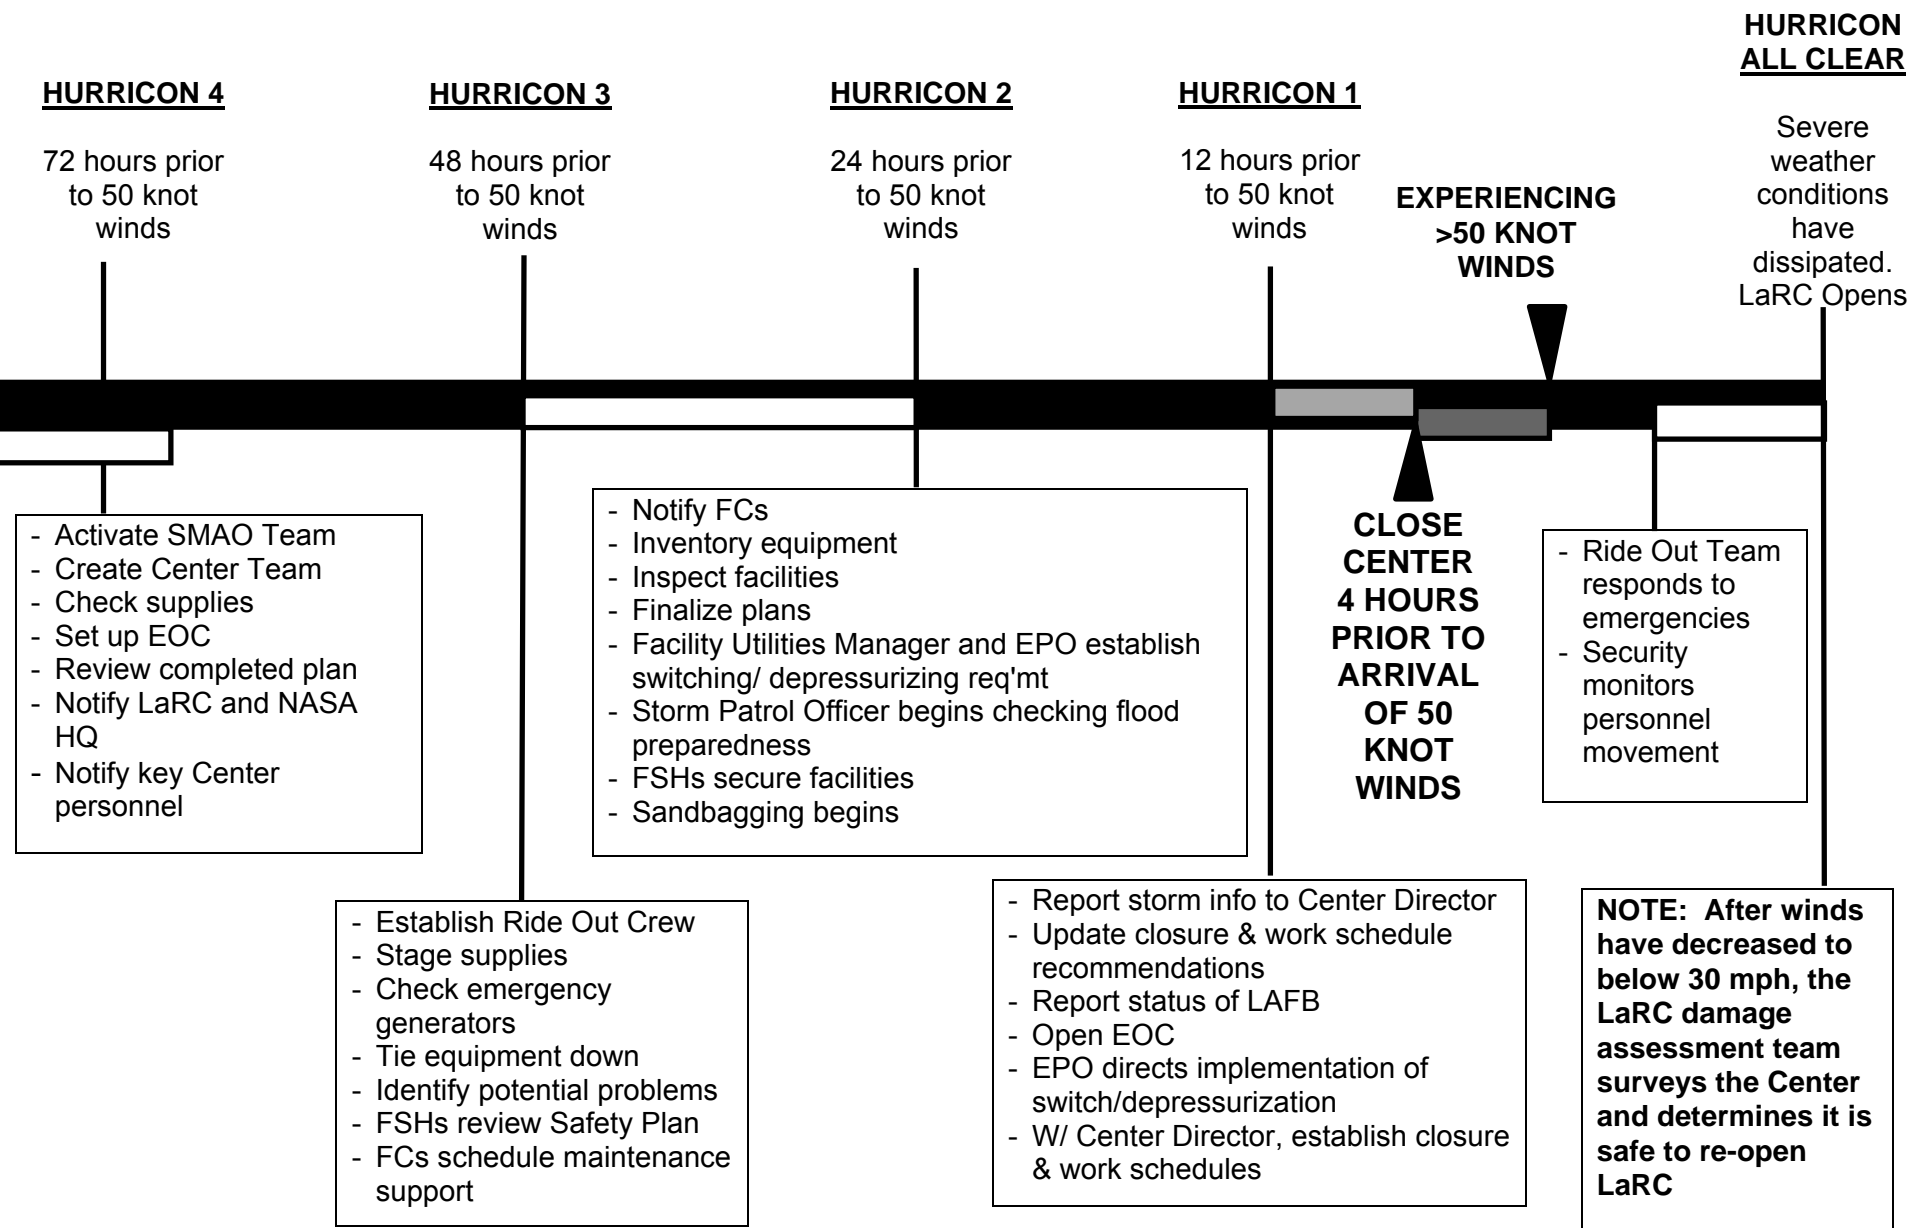 HURRICON
ALL CLEAR
HURRICON 4
HURRICON 3
HURRICON 2
HURRICON 1
72 hours prior
to 50 knot
winds
48 hours prior
to 50 knot
winds
24 hours prior
to 50 knot
winds
12 hours prior
to 50 knot
winds
EXPERIENCING
>50 KNOT
WINDS
Severe
weather
conditions
have
dissipated.
LaRC Opens
- Activate SMAO Team
- Create Center Team
- Check supplies
- Set up EOC
- Review completed plan
- Notify LaRC and NASA
HQ
- Notify key Center
personnel
- Notify FCs
- Inventory equipment
- Inspect facilities
- Finalize plans
- Facility Utilities Manager and EPO establish
switching/ depressurizing req'mt
- Storm Patrol Officer begins checking flood
preparedness
- FSHs secure facilities
- Sandbagging begins
CLOSE
CENTER
4 HOURS
PRIOR TO
ARRIVAL
OF 50
KNOT
WINDS
- Ride Out Team
responds to
emergencies
- Security
monitors
personnel
movement
- Establish Ride Out Crew
- Stage supplies
- Check emergency
generators
- Tie equipment down
- Identify potential problems
- FSHs review Safety Plan
- FCs schedule maintenance
support
- Report storm info to Center Director
- Update closure & work schedule
recommendations
- Report status of LAFB
- Open EOC
- EPO directs implementation of
switch/depressurization
- W/ Center Director, establish closure
& work schedules
NOTE: After winds
have decreased to
below 30 mph, the
LaRC damage
assessment team
surveys the Center
and determines it is
safe to re-open
LaRC